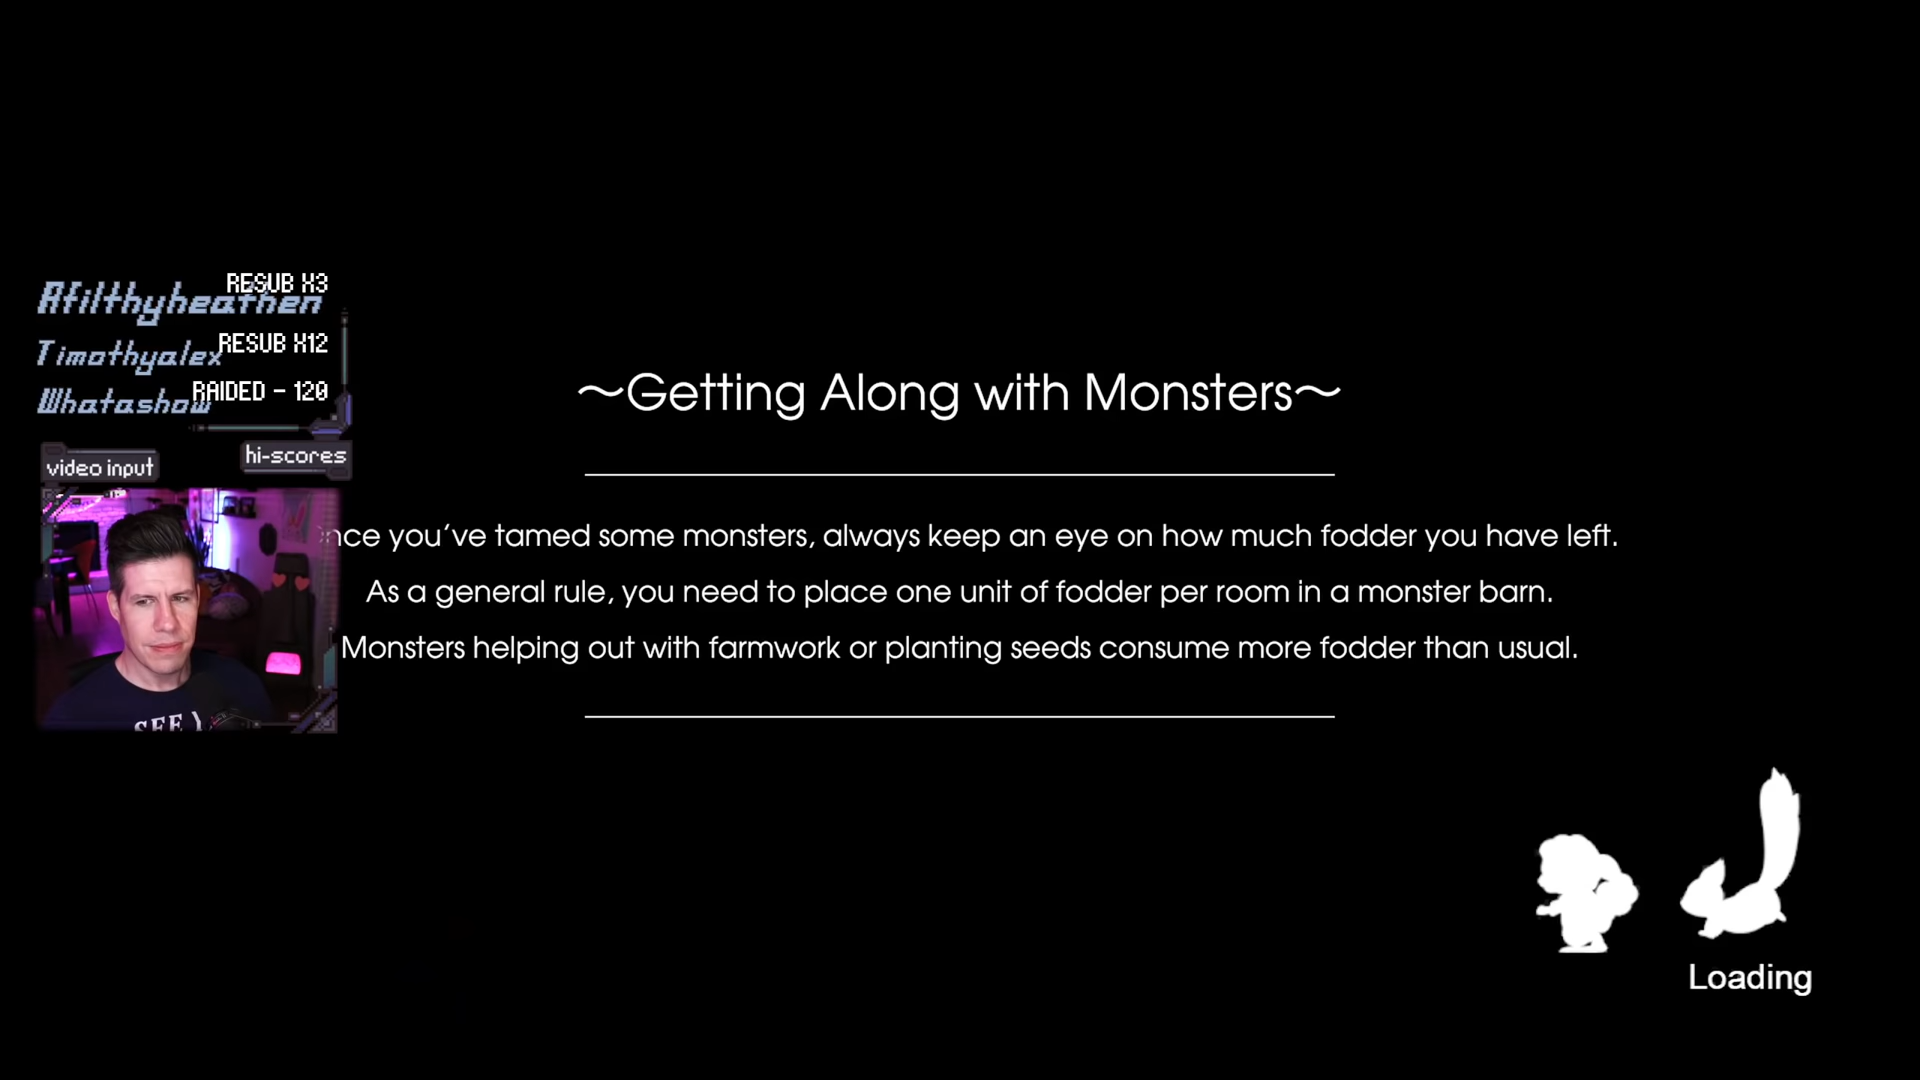 RESUB X3
Afilthyheathen
RESUB X12
Timothyalex
RAIDED - 120
Whatashow
hi-scores
video input
~Getting Along with Monsters~
nce you've tamed some monsters, always keep an eye on how much fodder you have left.
As a general rule, you need to place one unit of fodder per room in a monster barn.
Monsters helping out with farmwork or planting seeds consume more fodder than usual.
SEE
Loading